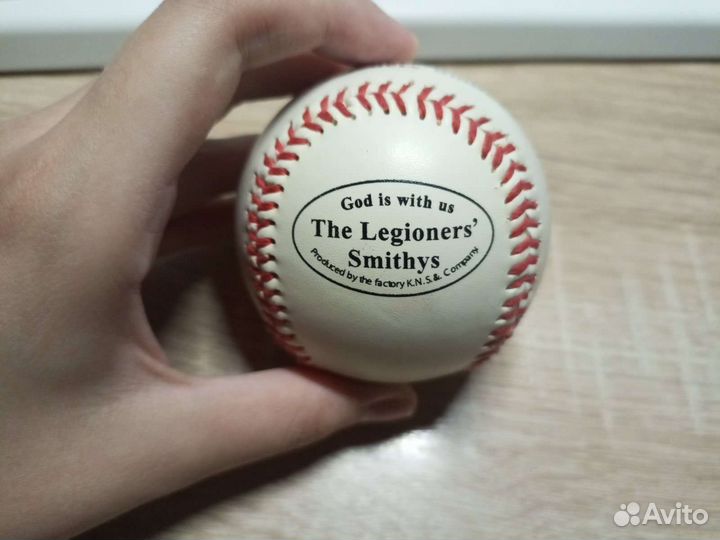 God is with us
The Legioners'
Smithys
Produced by the factory K.N.S.&. Company.
Avito